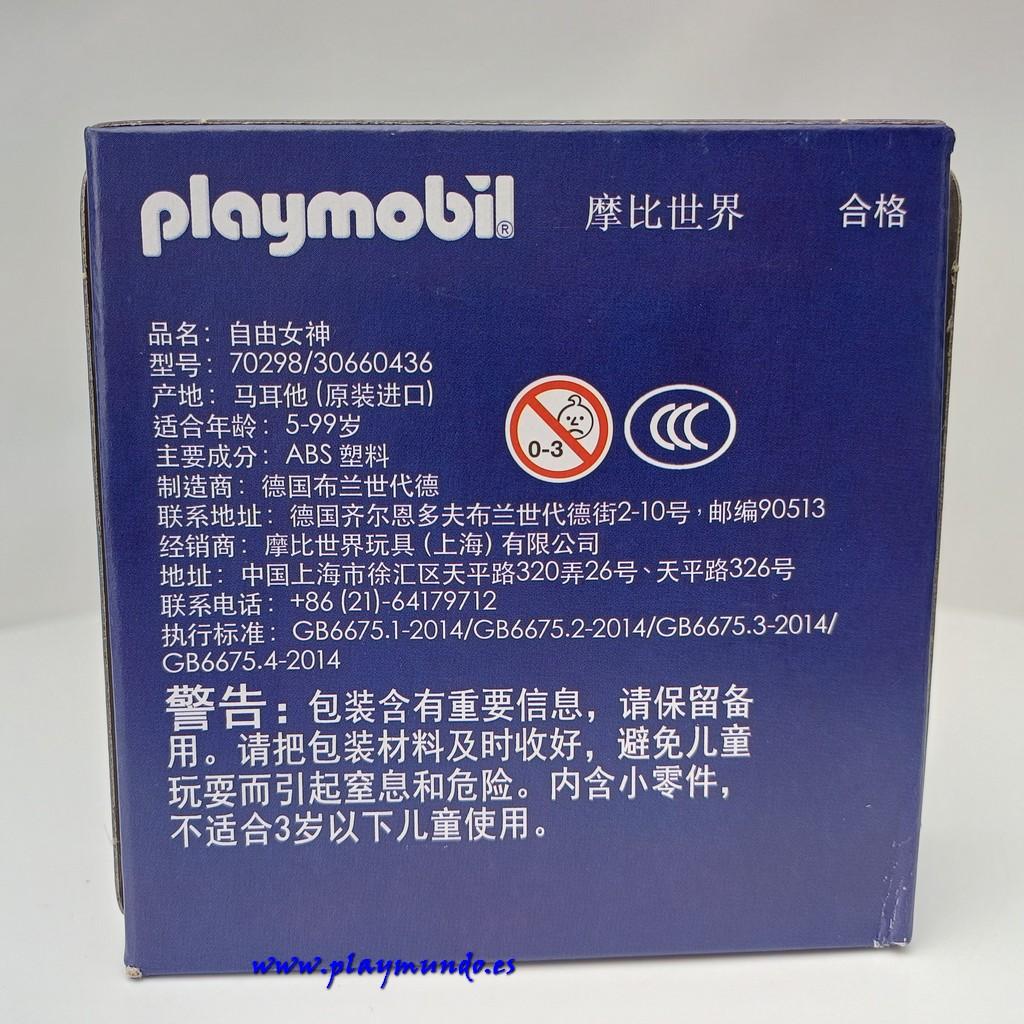 playmobil® 摩比世界 合格
品名：自由女神
型号：70298/30660436
产地：马耳他 (原装进口)
适合年龄：5-99岁
主要成分：ABS 塑料
0-3
CCC
制造商：德国布兰世代德
联系地址：德国齐尔恩多夫布兰世代德街2-10号，邮编90513
经销商：摩比世界玩具 (上海) 有限公司
地址：中国上海市徐汇区天平路320弄26号、天平路326号
联系电话：+86 (21)-64179712
执行标准：GB6675.1-2014/GB6675.2-2014/GB6675.3-2014/
GB6675.4-2014
警告：包装含有重要信息，请保留备
用。请把包装材料及时收好，避免儿童
玩耍而引起窒息和危险。内含小零件，
不适合3岁以下儿童使用。
www.playmundo.es